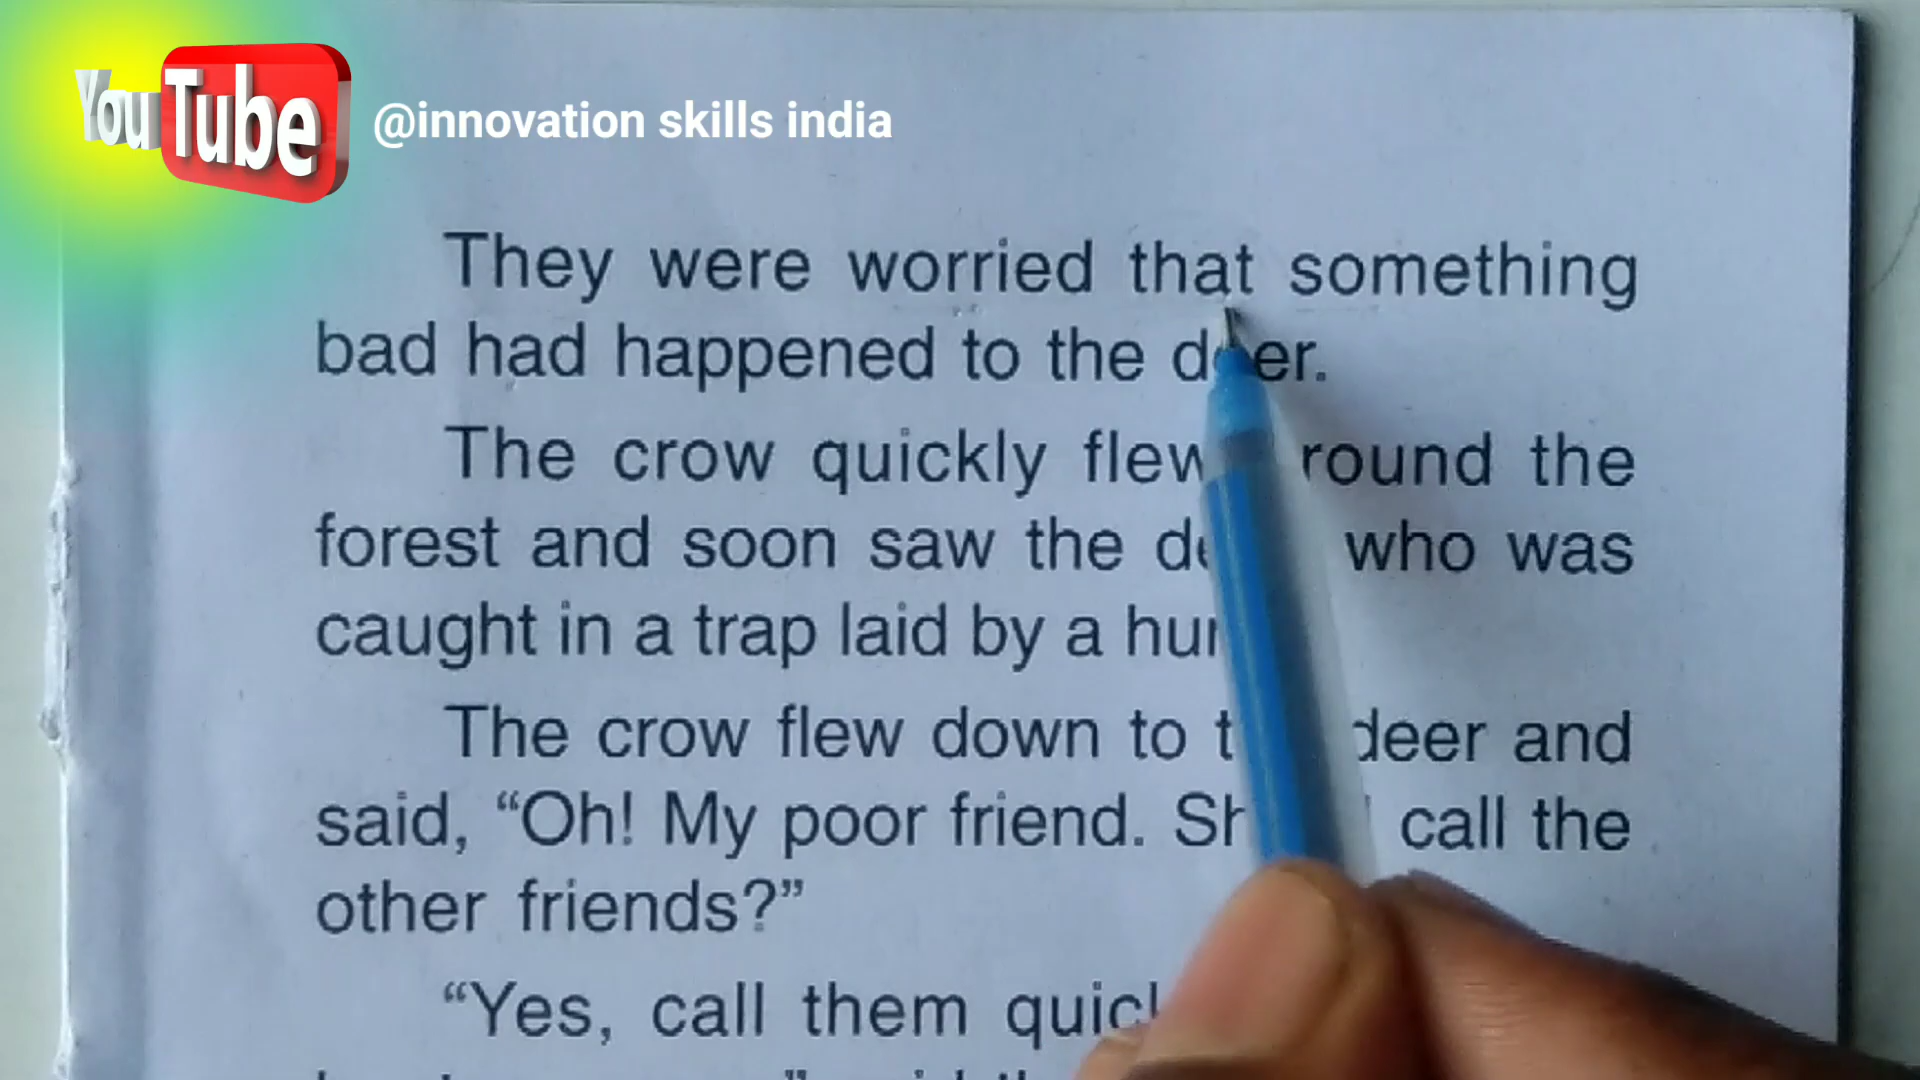 YouTube
@innovation skills india
They were worried that something
bad had happened to the deer.
The crow quickly flew round the
forest and soon saw the who was
caught in a trap laid by a
The crow flew down to deer and
said, “Oh! My poor friend. call the
other friends?”
“Yes, call them